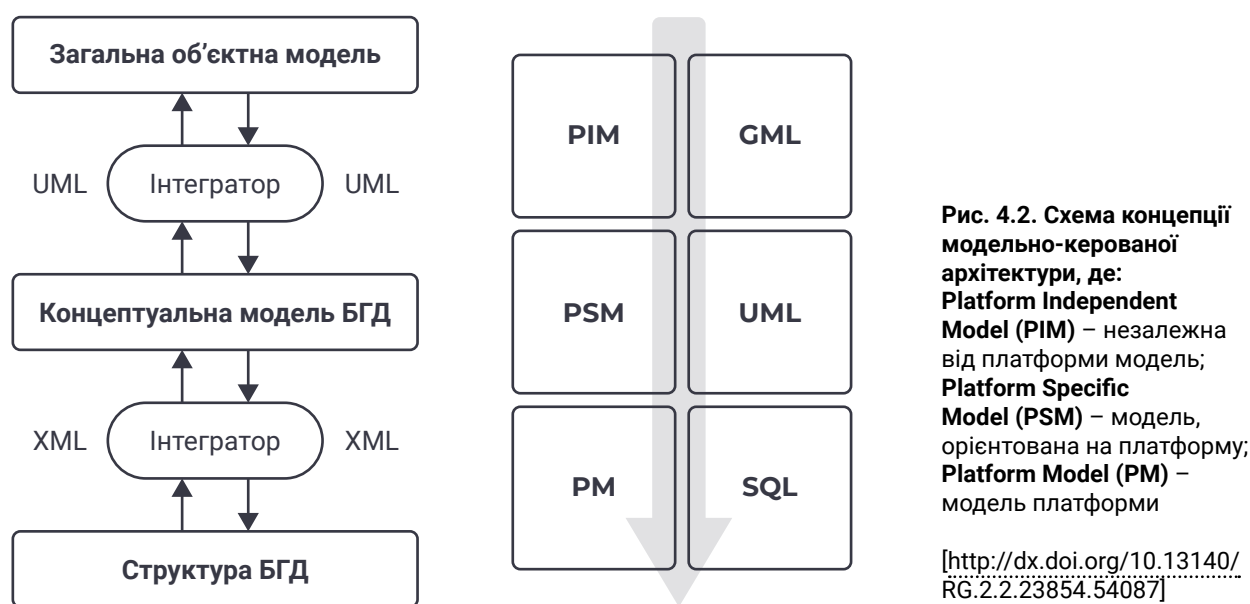 Загальна об’єктна модель
UML
Інтегратор
UML
Концептуальна модель БГД
XML
Інтегратор
XML
Структура БГД
PIM
GML
PSM
UML
PM
SQL
Рис. 4.2. Схема концепції
модельно-керованої
архітектури, де:
Platform Independent
Model (PIM) – незалежна
від платформи модель;
Platform Specific
Model (PSM) – модель,
орієнтована на платформу;
Platform Model (PM) –
модель платформи
[http://dx.doi.org/10.13140/
RG.2.2.23854.54087]